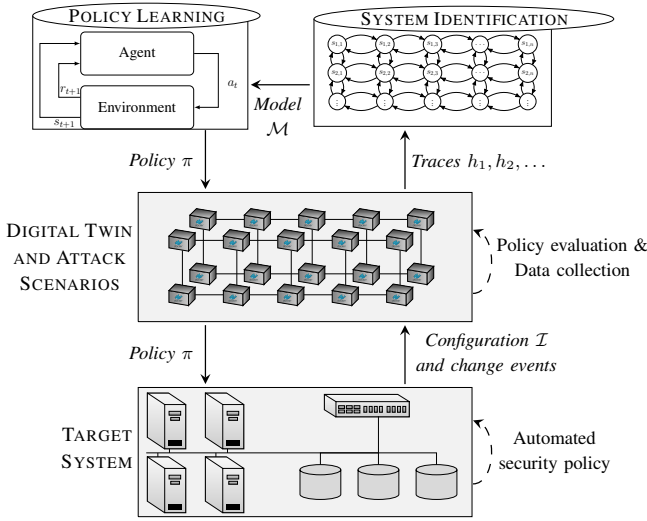 POLICY LEARNING
SYSTEM IDENTIFICATION
Agent
Environment
a_t
r_{t+1}
s_{t+1}
s_{1,1} s_{1,2} s_{1,3} ... s_{1,n}
s_{2,1} s_{2,2} s_{2,3} ... s_{2,n}
⋮ ⋮ ⋮ ⋮ ⋮
Model
M
Policy π
Traces h_1, h_2, ...
DIGITAL TWIN
AND ATTACK
SCENARIOS
Policy evaluation &
Data collection
Policy π
Configuration I
and change events
TARGET
SYSTEM
Automated
security policy